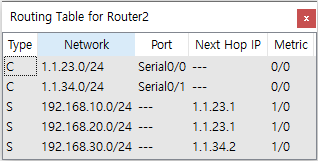 Routing Table for Router2
Type Network Port Next Hop IP Metric
C 1.1.23.0/24 Serial0/0 --- 0/0
C 1.1.34.0/24 Serial0/1 --- 0/0
S 192.168.10.0/24 --- 1.1.23.1 1/0
S 192.168.20.0/24 --- 1.1.23.1 1/0
S 192.168.30.0/24 --- 1.1.34.2 1/0